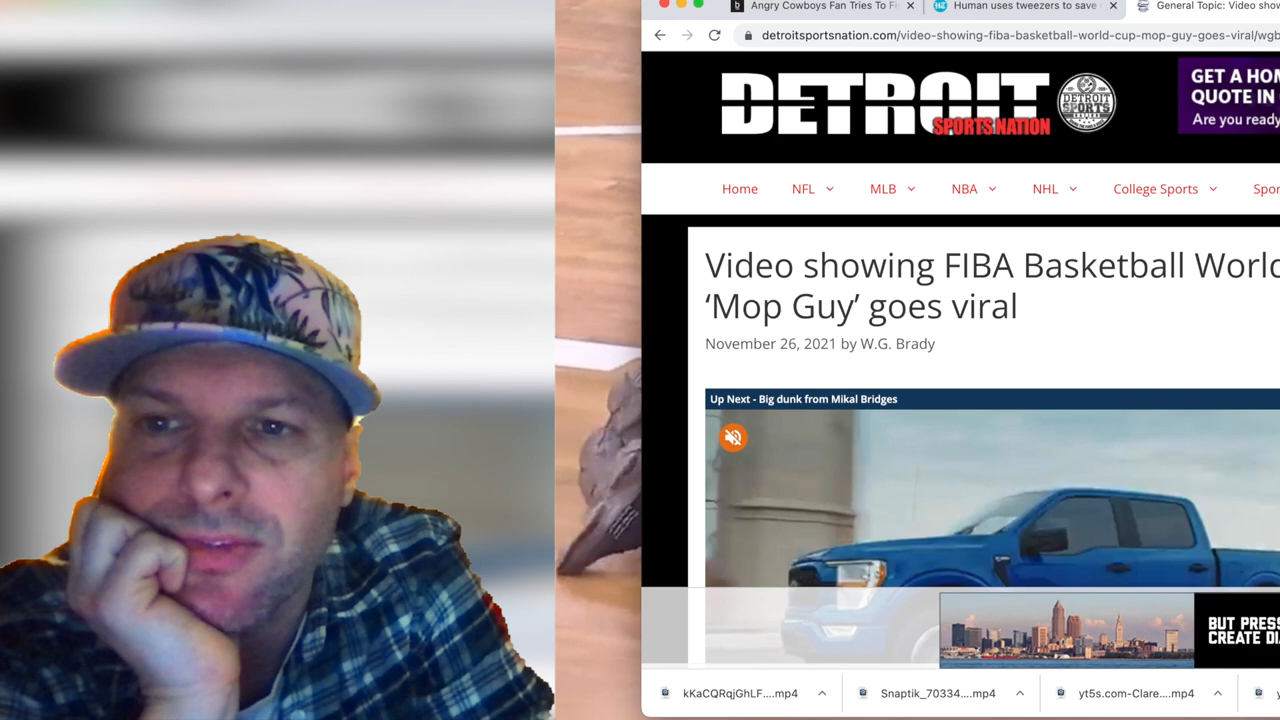 Angry Cowboys Fan Tries To Fi
Human uses tweezers to save
General Topic: Video show
detroitsportsnation.com/video-showing-fiba-basketball-world-cup-mop-guy-goes-viral/wgb
DETROIT
SPORTS NATION
DETROIT
SPORTS
GET A HOM
QUOTE IN
Are you ready
Home NFL MLB NBA NHL College Sports Spor
Video showing FIBA Basketball World
‘Mop Guy’ goes viral
November 26, 2021 by W.G. Brady
Up Next - Big dunk from Mikal Bridges
BUT PRESS
CREATE DI
kKaCQRqjGhLF....mp4 Snaptik_70334....mp4 yt5s.com-Clare....mp4 y